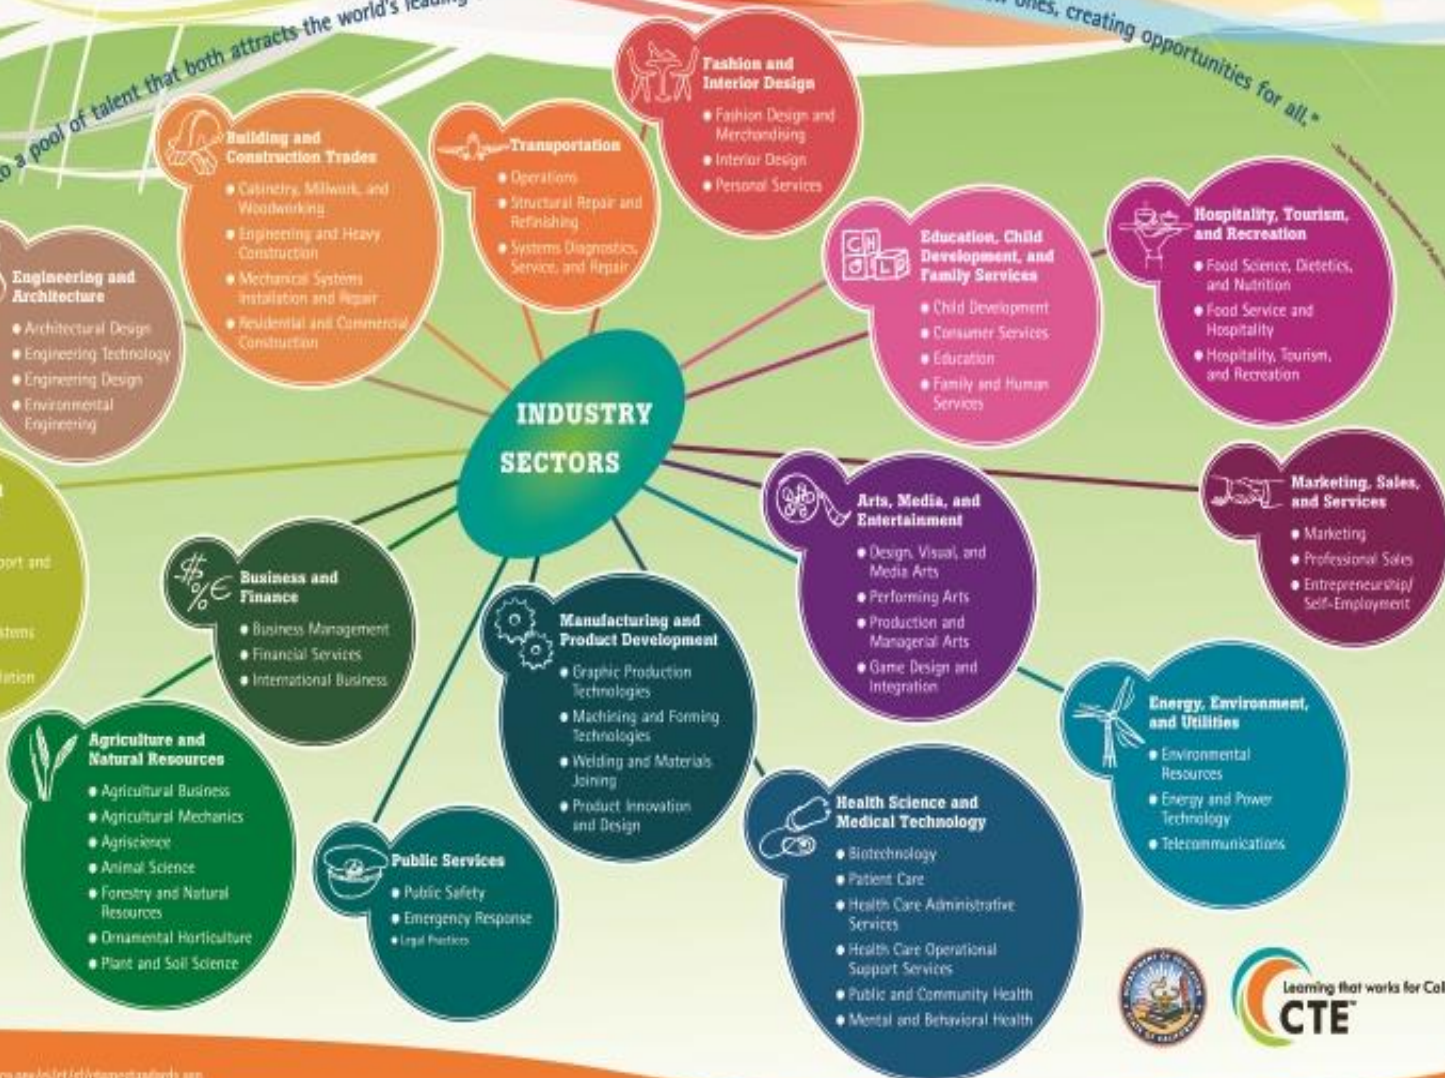 to a pool of talent that both attracts the world's leading
ones, creating opportunities for all."
Fashion and
Interior Design
• Fashion Design and
Merchandising
• Interior Design
• Personal Services
Building and
Construction Trades
• Cabinetry, Millwork, and
Woodworking
• Engineering and Heavy
Construction
• Mechanical Systems
Installation and Repair
• Residential and Commercial
Construction
Transportation
• Operations
• Structural Repair and
Refinishing
• Systems Diagnostics,
Service, and Repair
Education, Child
Development, and
Family Services
• Child Development
• Consumer Services
• Education
• Family and Human
Services
Hospitality, Tourism,
and Recreation
• Food Science, Dietetics,
and Nutrition
• Food Service and
Hospitality
• Hospitality, Tourism,
and Recreation
Engineering and
Architecture
• Architectural Design
• Engineering Technology
• Engineering Design
• Environmental
Engineering
INDUSTRY
SECTORS
Marketing, Sales,
and Services
• Marketing
• Professional Sales
• Entrepreneurship/
Self-Employment
Arts, Media, and
Entertainment
• Design, Visual, and
Media Arts
• Performing Arts
• Production and
Managerial Arts
• Game Design and
Integration
port and
stems
lation
Business and
Finance
• Business Management
• Financial Services
• International Business
Manufacturing and
Product Development
• Graphic Production
Technologies
• Machining and Forming
Technologies
• Welding and Materials
Joining
• Product Innovation
and Design
Energy, Environment,
and Utilities
• Environmental
Resources
• Energy and Power
Technology
• Telecommunications
Agriculture and
Natural Resources
• Agricultural Business
• Agricultural Mechanics
• Agriscience
• Animal Science
• Forestry and Natural
Resources
• Ornamental Horticulture
• Plant and Soil Science
Public Services
• Public Safety
• Emergency Response
• Legal Practices
Health Science and
Medical Technology
• Biotechnology
• Patient Care
• Health Care Administrative
Services
• Health Care Operational
Support Services
• Public and Community Health
• Mental and Behavioral Health
DEPARTMENT OF EDUCATION
STATE OF CALIFORNIA
Learning that works for Cal
CTE™